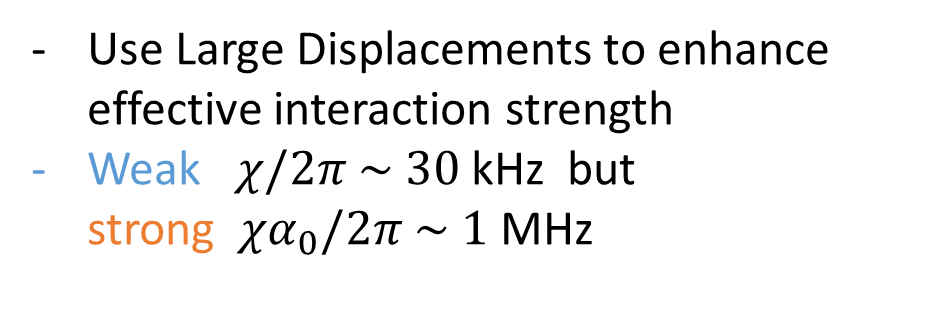 - Use Large Displacements to enhance
effective interaction strength
- Weak χ/2π ~ 30 kHz but
strong χα₀/2π ~ 1 MHz